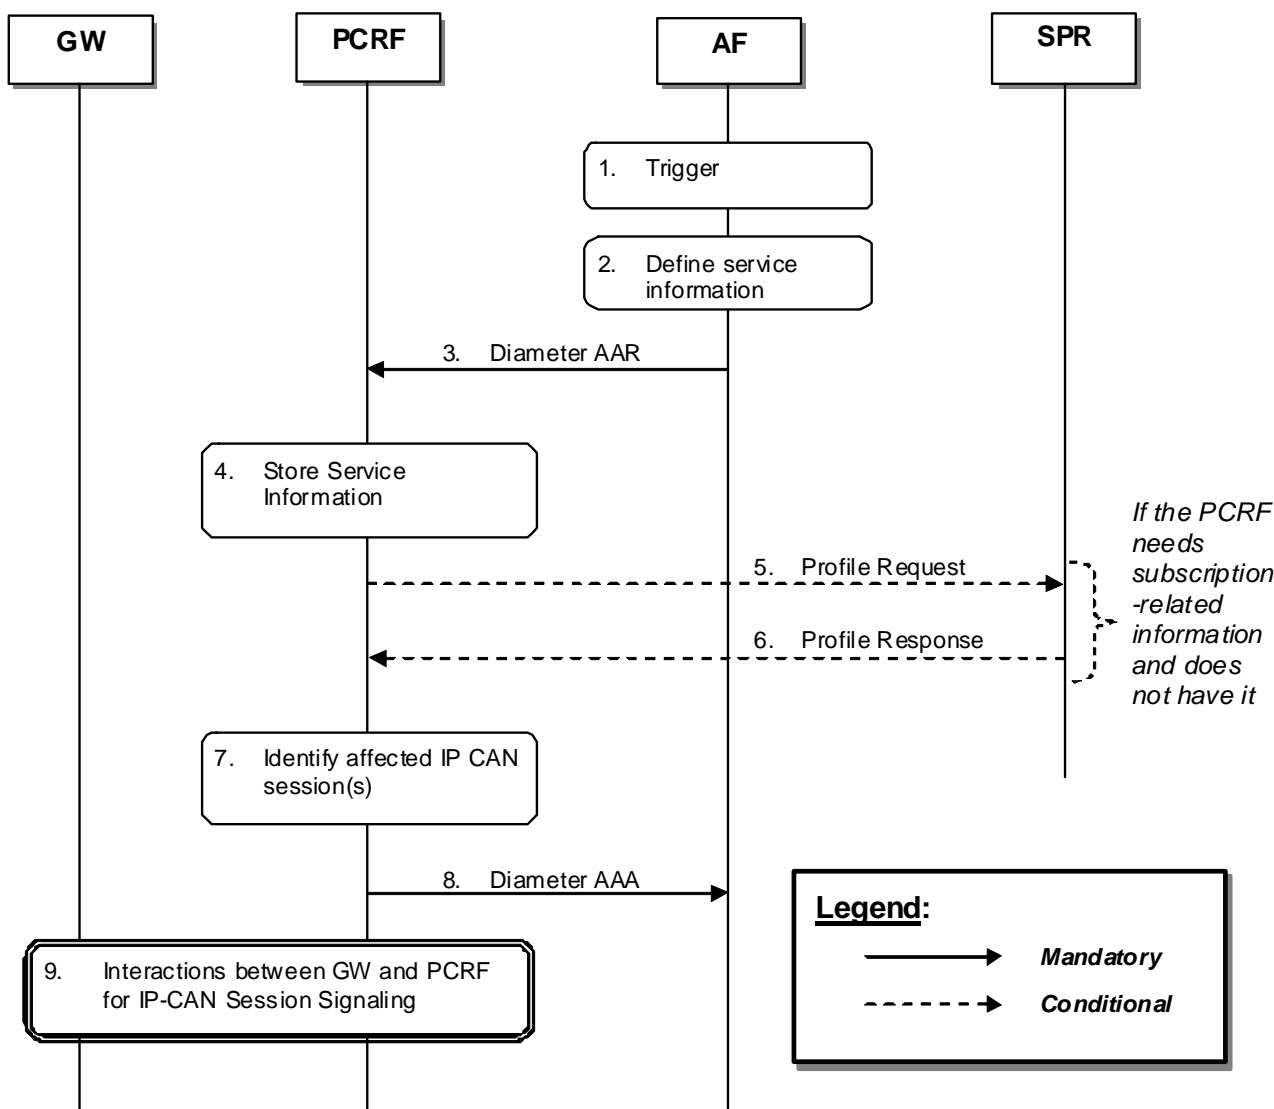 GW
PCRF
AF
SPR
1. Trigger
2. Define service
information
3. Diameter AAR
4. Store Service
Information
5. Profile Request
6. Profile Response
If the PCRF
needs
subscription
-related
information
and does
not have it
7. Identify affected IP CAN
session(s)
8. Diameter AAA
9. Interactions between GW and PCRF
for IP-CAN Session Signaling
Legend:
Mandatory
Conditional